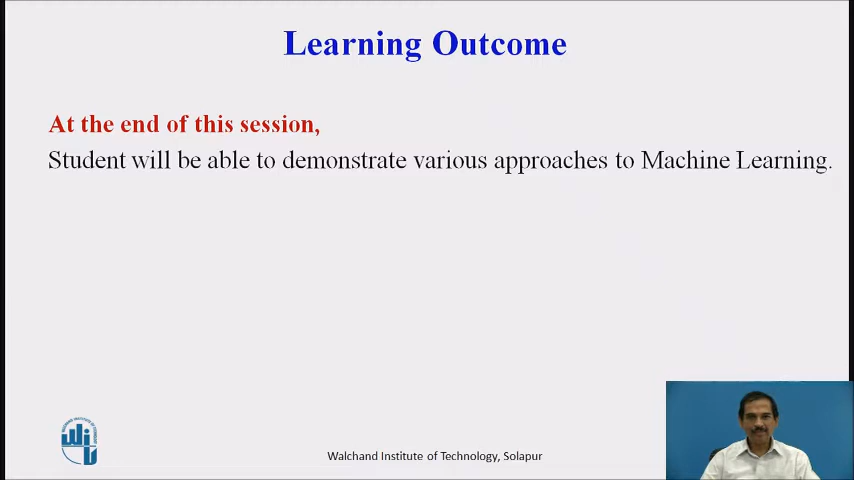 Learning Outcome
At the end of this session,
Student will be able to demonstrate various approaches to Machine Learning.
Walchand Institute of Technology, Solapur